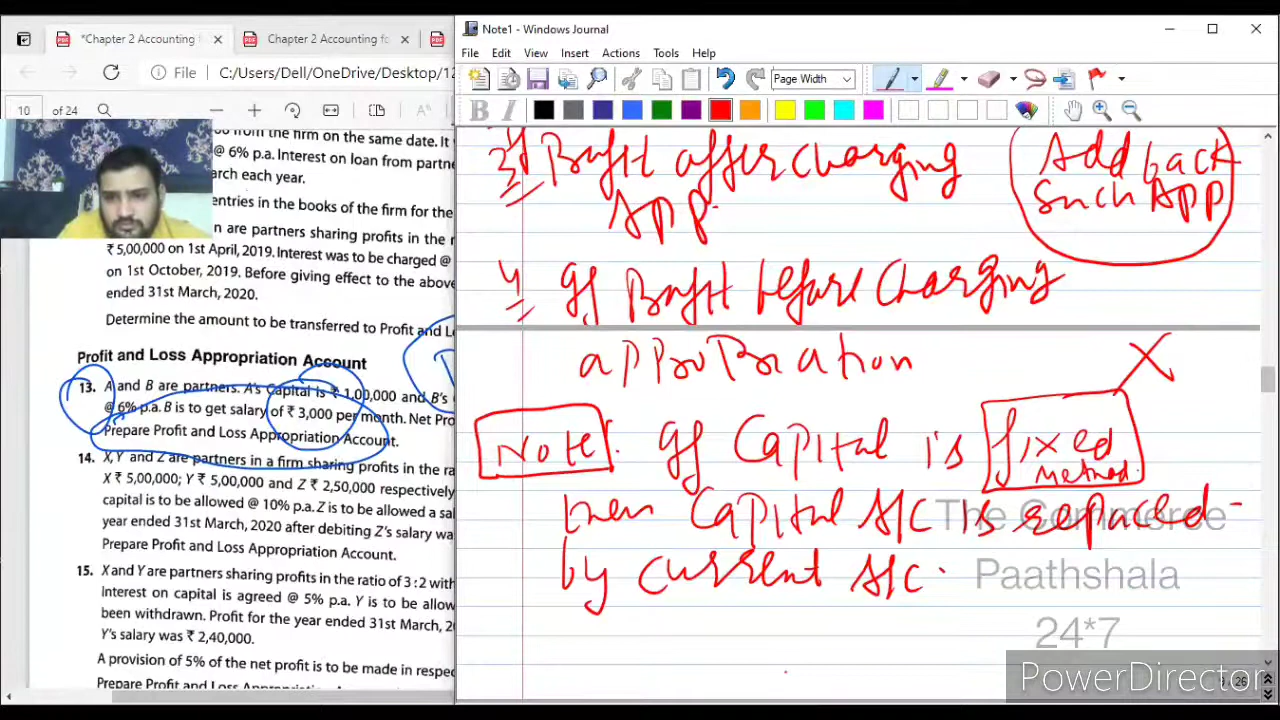 *Chapter 2 Accounting
Chapter 2 Accounting fo
File
C:/Users/Dell/OneDrive/Desktop/12
10 of 24
from the firm on the same date. It
@ 6% p.a. Interest on loan from partne
arch each year.
entries in the books of the firm for the
n are partners sharing profits in the r
₹ 5,00,000 on 1st April, 2019. Interest was to be charged @
on 1st October, 2019. Before giving effect to the above
ended 31st March, 2020.
Determine the amount to be transferred to Profit and L
Profit and Loss Appropriation Account
13. A and B are partners. A's Capital is ₹ 1,00,000 and B's
@ 6% p.a. B is to get salary of ₹ 3,000 per month. Net Pro
Prepare Profit and Loss Appropriation Account.
14. X, Y and Z are partners in a firm sharing profits in the ra
X ₹ 5,00,000; Y ₹ 5,00,000 and Z ₹ 2,50,000 respectively
capital is to be allowed @ 10% p.a. Z is to be allowed a sal
year ended 31st March, 2020 after debiting Z's salary wa
Prepare Profit and Loss Appropriation Account.
15. X and Y are partners sharing profits in the ratio of 3 : 2 with
Interest on capital is agreed @ 5% p.a. Y is to be allow
been withdrawn. Profit for the year ended 31st March, 2
Y's salary was ₹ 2,40,000.
A provision of 5% of the net profit is to be made in respec
Prepare Profit and Loss Appropriation Account.
Note1 - Windows Journal
File Edit View Insert Actions Tools Help
Page Width
B I
after charging
APP.
Add back
Such APP
4 If before charging
appropriation X
Note: If Capital is fixed
method.
then Capital A/C is repaced
by current A/C.
The Commerce
Paathshala
24*7
PowerDirector